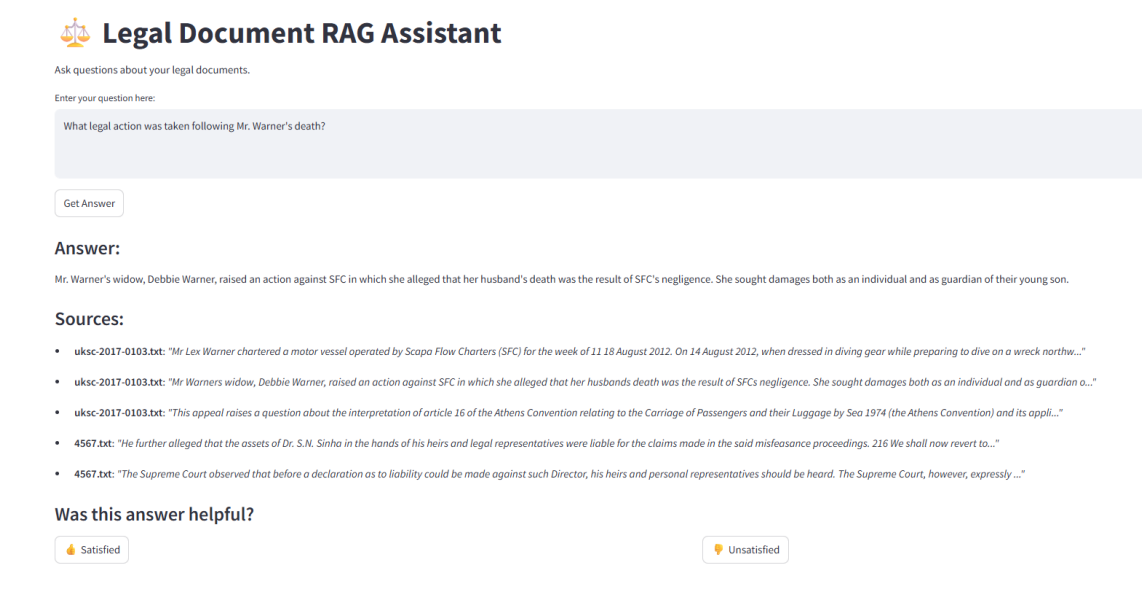 Legal Document RAG Assistant
Ask questions about your legal documents.
Enter your question here:
What legal action was taken following Mr. Warner's death?
Get Answer
Answer:
Mr. Warner's widow, Debbie Warner, raised an action against SFC in which she alleged that her husband's death was the result of SFC's negligence. She sought damages both as an individual and as guardian of their young son.
Sources:
• uksc-2017-0103.txt: "Mr Lex Warner chartered a motor vessel operated by Scapa Flow Charters (SFC) for the week of 11 18 August 2012. On 14 August 2012, when dressed in diving gear while preparing to dive on a wreck northw..."
• uksc-2017-0103.txt: "Mr Warners widow, Debbie Warner, raised an action against SFC in which she alleged that her husbands death was the result of SFCs negligence. She sought damages both as an individual and as guardian o..."
• uksc-2017-0103.txt: "This appeal raises a question about the interpretation of article 16 of the Athens Convention relating to the Carriage of Passengers and their Luggage by Sea 1974 (the Athens Convention) and its appli..."
• 4567.txt: "He further alleged that the assets of Dr. S.N. Sinha in the hands of his heirs and legal representatives were liable for the claims made in the said misfeasance proceedings. 216 We shall now revert to..."
• 4567.txt: "The Supreme Court observed that before a declaration as to liability could be made against such Director, his heirs and personal representatives should be heard. The Supreme Court, however, expressly ..."
Was this answer helpful?
👍 Satisfied
👎 Unsatisfied